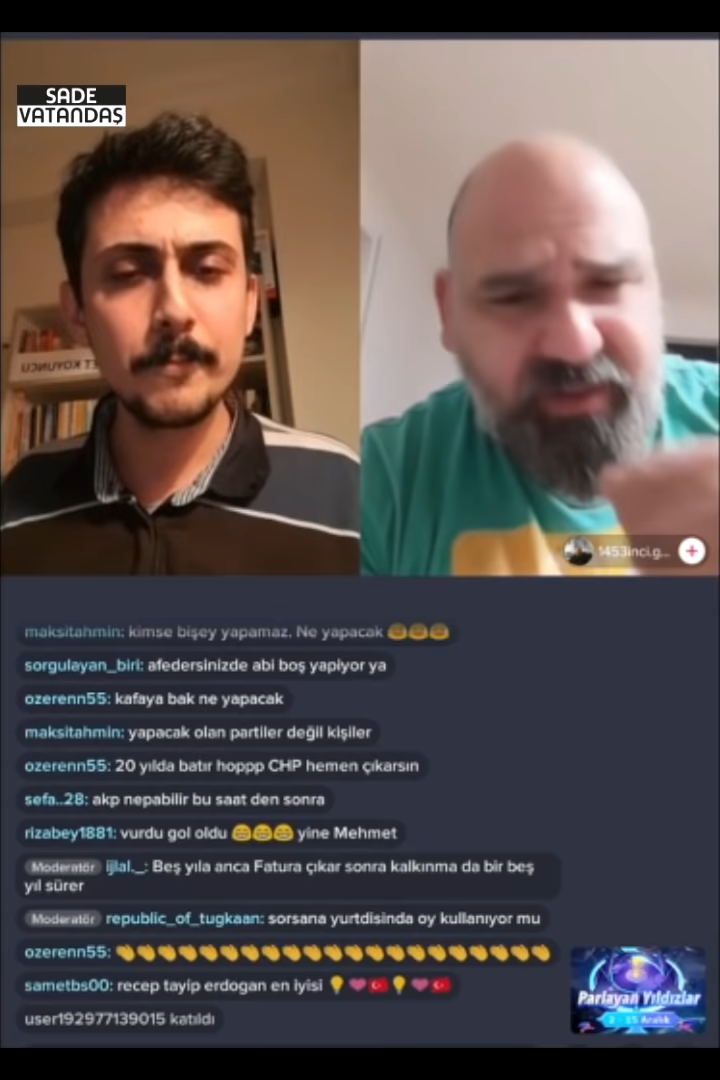 SADE
VATANDAŞ
1453inci.g...
maksitahmin: kimse bişey yapamaz. Ne yapacak 😂😂😂
sorgulayan_biri: afedersinizde abi boş yapiyor ya
ozerenn55: kafaya bak ne yapacak
maksitahmin: yapacak olan partiler değil kişiler
ozerenn55: 20 yılda batır hoppp CHP hemen çıkarsın
sefa..28: akp nepabilir bu saat den sonra
rizabey1881: vurdu gol oldu 😂😂😂 yine Mehmet
Moderatör ijlal._: Beş yıla anca Fatura çıkar sonra kalkınma da bir beş
yıl sürer
Moderatör republic_of_tugkaan: sorsana yurtdisinda oy kullanıyor mu
ozerenn55: 👏👏👏👏👏👏👏👏👏👏👏👏👏👏👏👏👏👏👏👏👏
sametbs00: recep tayip erdogan en iyisi 💡❤️🇹🇷💡❤️🇹🇷
user192977139015 katıldı
Parlayan Yıldızlar
Aralık